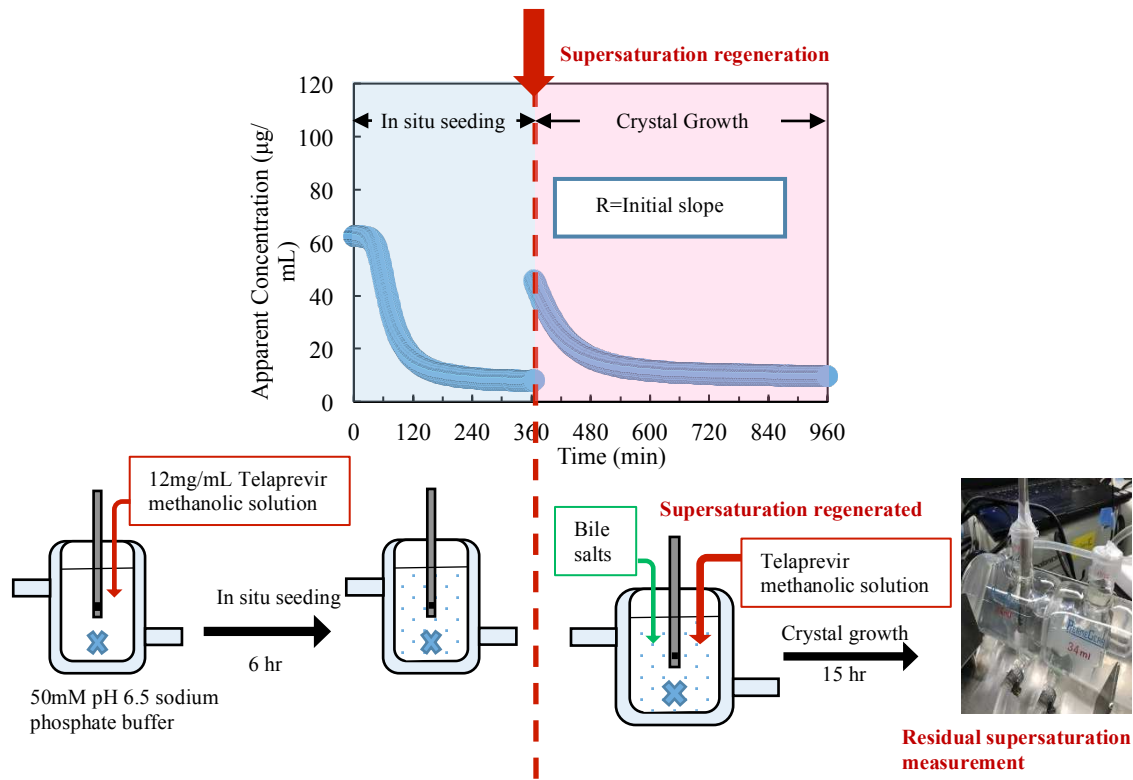 Supersaturation regeneration
120
100
80
60
40
20
0
Apparent Concentration (µg/
mL)
In situ seeding
Crystal Growth
R=Initial slope
0 120 240 360 480 600 720 840 960
Time (min)
12mg/mL Telaprevir
methanolic solution
In situ seeding
6 hr
50mM pH 6.5 sodium
phosphate buffer
Supersaturation regenerated
Bile
salts
Telaprevir
methanolic solution
Crystal growth
15 hr
34ml
Residual supersaturation
measurement